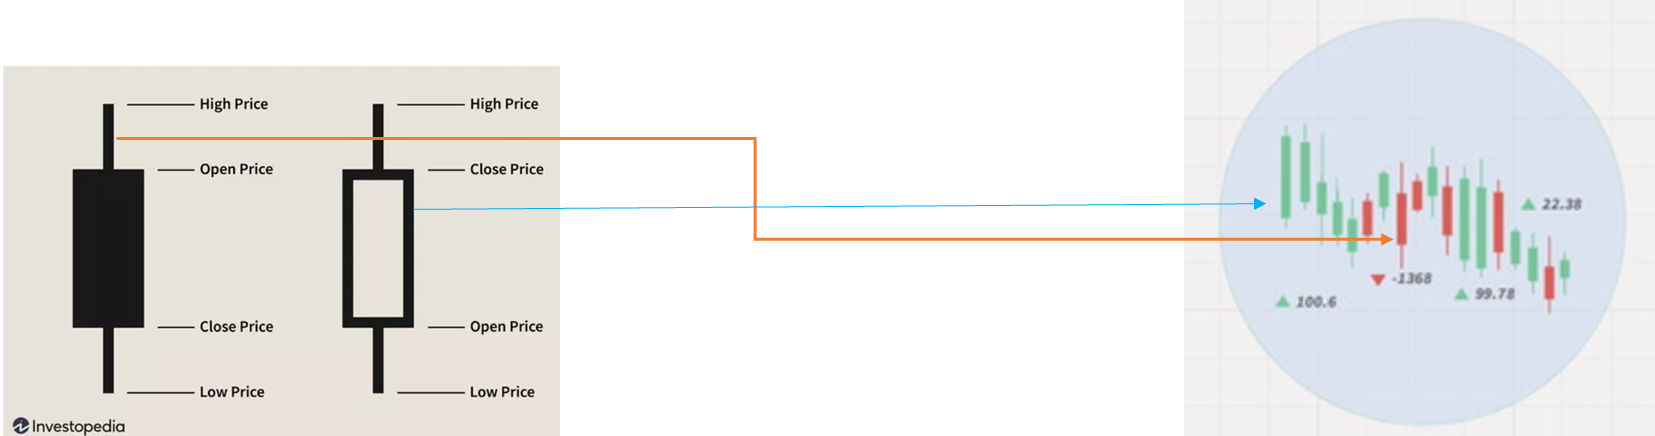 High Price
Open Price
Close Price
Low Price
High Price
Close Price
Open Price
Low Price
Investopedia
22.38
-1368
99.78
100.6